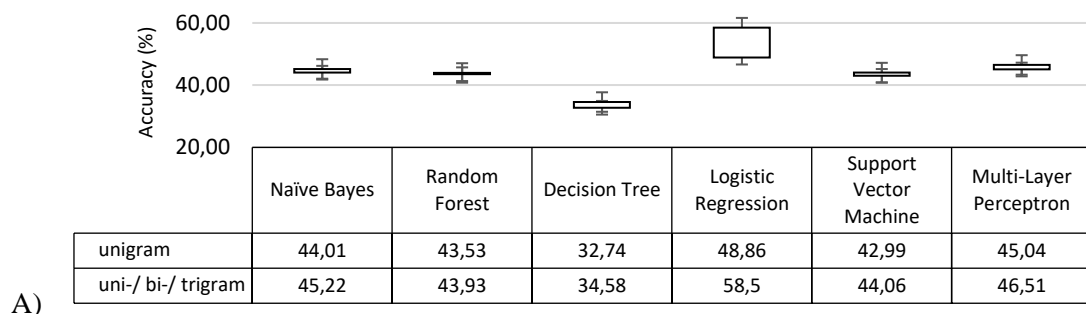 Accuracy (%)
60,00
40,00
20,00
Naïve Bayes
Random Forest
Decision Tree
Logistic Regression
Support Vector Machine
Multi-Layer Perceptron
unigram 44,01 43,53 32,74 48,86 42,99 45,04
uni-/ bi-/ trigram 45,22 43,93 34,58 58,5 44,06 46,51
A)